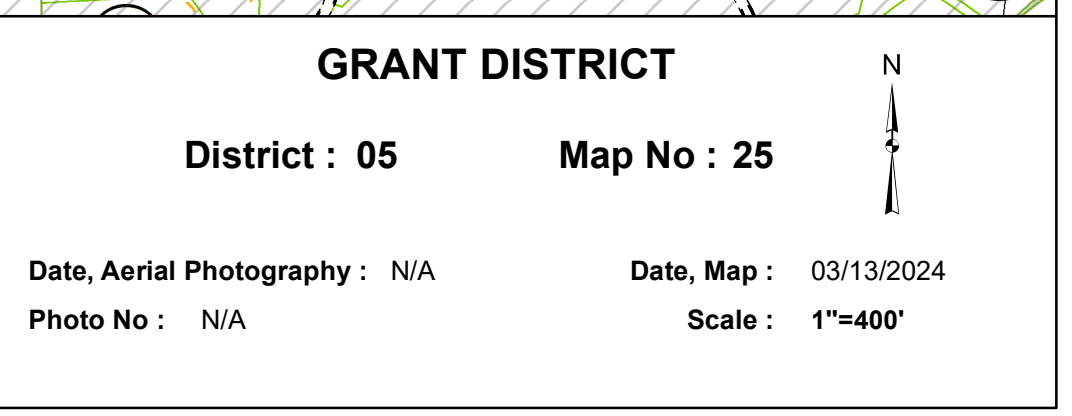 GRANT DISTRICT
N
District : 05 Map No : 25
Date, Aerial Photography : N/A Date, Map : 03/13/2024
Photo No : N/A Scale : 1"=400'